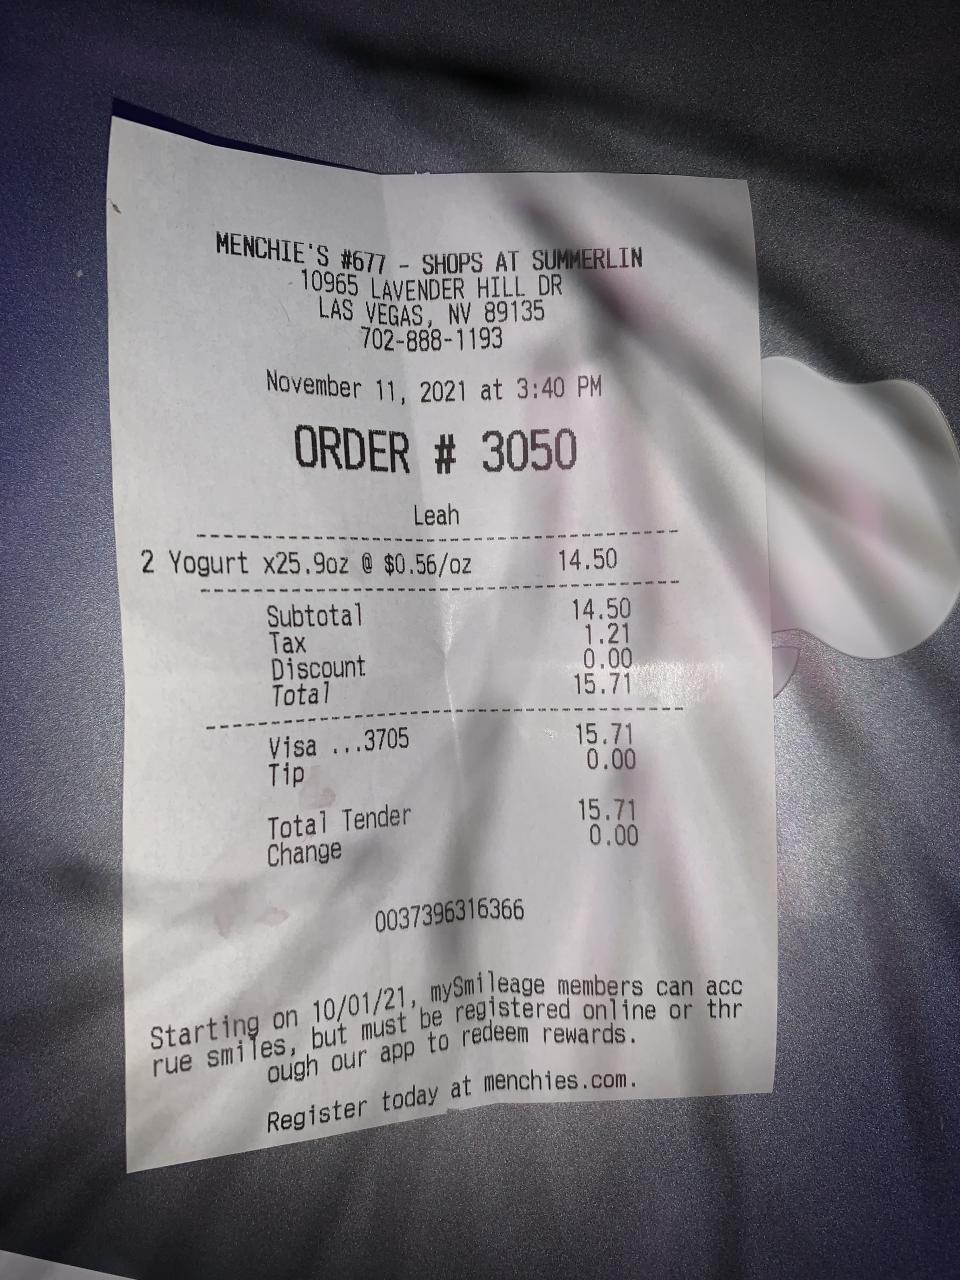 MENCHIE'S #677 - SHOPS AT SUMMERLIN
10965 LAVENDER HILL DR
LAS VEGAS, NV 89135
702-888-1193
November 11, 2021 at 3:40 PM
ORDER # 3050
Leah
2 Yogurt x25.9oz @ $0.56/oz 14.50
Subtotal 14.50
Tax 1.21
Discount 0.00
Total 15.71
Visa ...3705 15.71
Tip 0.00
Total Tender 15.71
Change 0.00
0037396316366
Starting on 10/01/21, mySmileage members can acc
rue smiles, but must be registered online or thr
ough our app to redeem rewards.
Register today at menchies.com.